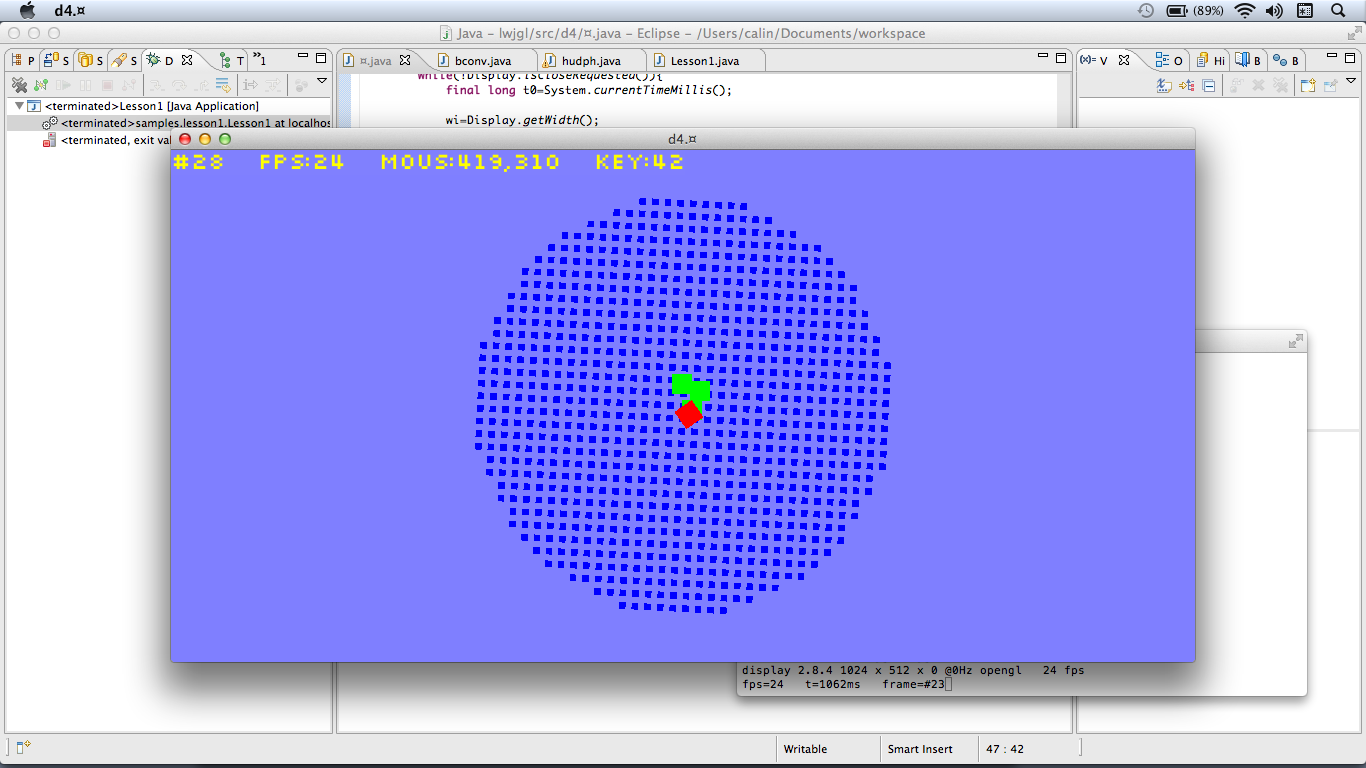 d4.¤ (89%)
Java – lwjgl/src/d4/¤.java – Eclipse – /Users/calin/Documents/workspace
P S S S D T "1 ¤.java bconv.java hudph.java Lesson1.java (x)= V O Hi B B
<terminated>Lesson1 [Java Application]
<terminated>samples.lesson1.Lesson1 at localhos
<terminated, exit val
while(!Display.isCloseRequested()){
final long t0=System.currentTimeMillis();
wi=Display.getWidth();
d4.¤
#28 FPS:24 MOUS:419,310 KEY:42
display 2.8.4 1024 x 512 x 0 @0Hz opengl 24 fps
fps=24 t=1062ms frame=#23
Writable Smart Insert 47 : 42